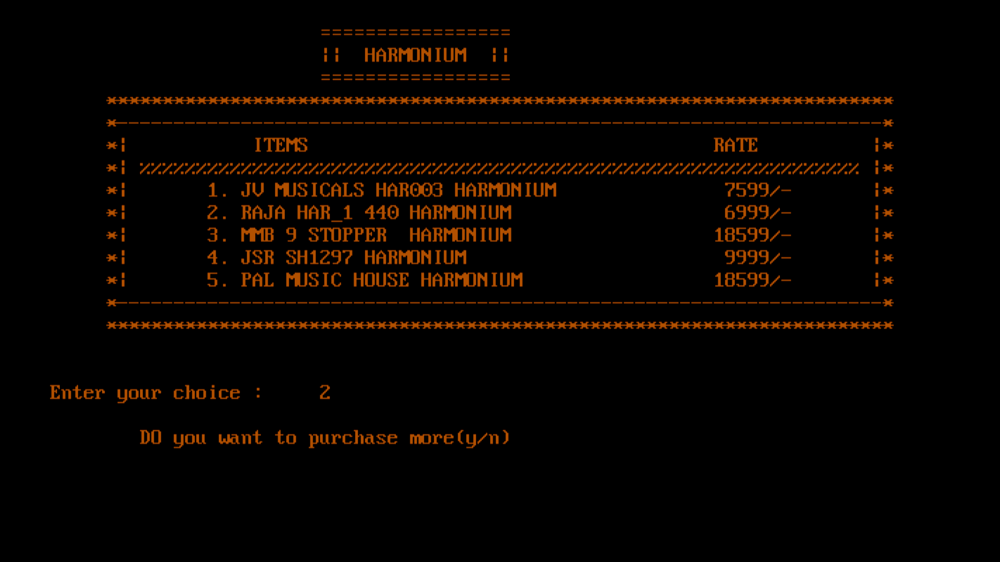 =================
||  HARMONIUM  ||
=================
**********************************************************************
*--------------------------------------------------------------------*
*|           ITEMS                                    RATE          |*
*| %%%%%%%%%%%%%%%%%%%%%%%%%%%%%%%%%%%%%%%%%%%%%%%%%%%%%%%%%%%%%%%% |*
*|       1. JV MUSICALS HAR003 HARMONIUM               7599/-       |*
*|       2. RAJA HAR_1 440 HARMONIUM                   6999/-       |*
*|       3. MMB 9 STOPPER  HARMONIUM                  18599/-       |*
*|       4. JSR SH1297 HARMONIUM                       9999/-       |*
*|       5. PAL MUSIC HOUSE HARMONIUM                 18599/-       |*
*--------------------------------------------------------------------*
**********************************************************************
Enter your choice :     2
DO you want to purchase more(y/n)